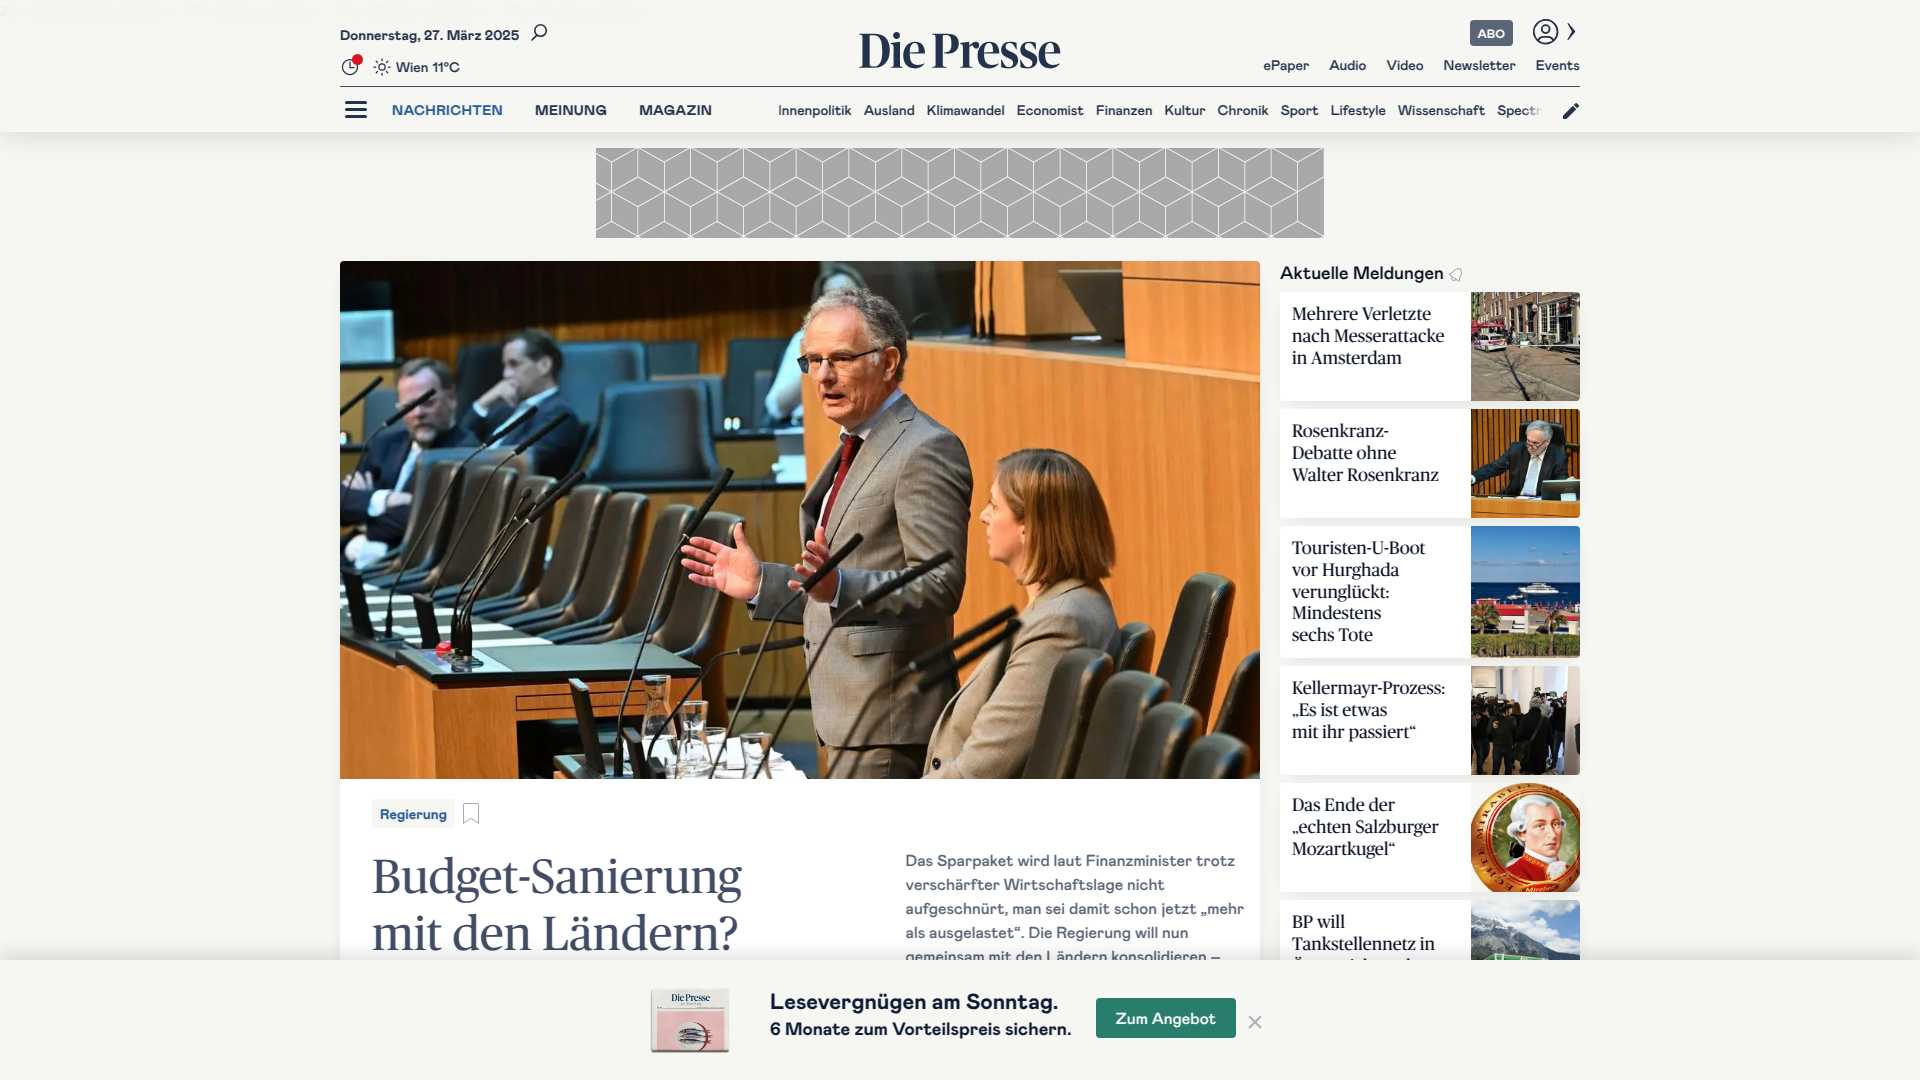 Donnerstag, 27. März 2025
Wien 11°C
Die Presse
ABO
ePaper Audio Video Newsletter Events
NACHRICHTEN MEINUNG MAGAZIN
Innenpolitik Ausland Klimawandel Economist Finanzen Kultur Chronik Sport Lifestyle Wissenschaft
Regierung
Budget-Sanierung
mit den Ländern?
Das Sparpaket wird laut Finanzminister trotz
verschärfter Wirtschaftslage nicht
aufgeschnürt, man sei damit schon jetzt „mehr
als ausgelastet“. Die Regierung will nun
gemeinsam mit den Ländern konsolidieren –
Aktuelle Meldungen
Mehrere Verletzte
nach Messerattacke
in Amsterdam
Rosenkranz-
Debatte ohne
Walter Rosenkranz
Touristen-U-Boot
vor Hurghada
verunglückt:
Mindestens
sechs Tote
Kellermayr-Prozess:
„Es ist etwas
mit ihr passiert“
Das Ende der
„echten Salzburger
Mozartkugel“
BP will
Tankstellennetz in
Die Presse
Lesevergnügen am Sonntag.
6 Monate zum Vorteilspreis sichern.
Zum Angebot